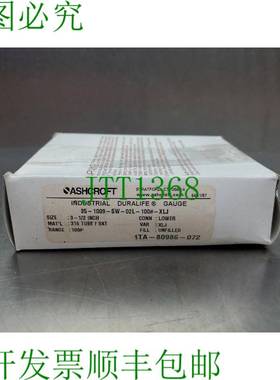 图必究
ASHCROFT
INDUSTRIAL DURALIFE® GAUGE
35-1009-SW-02L-100#-XLJ
SIZE : 3-1/2 INCH
CONN : LOWER
MAT'L : 316 TUBE / SKT
VAR : XLJ
RANGE : 100#
FILL : UNFILLED
1TA-80986-072
JTT1368
开发票顺丰包邮